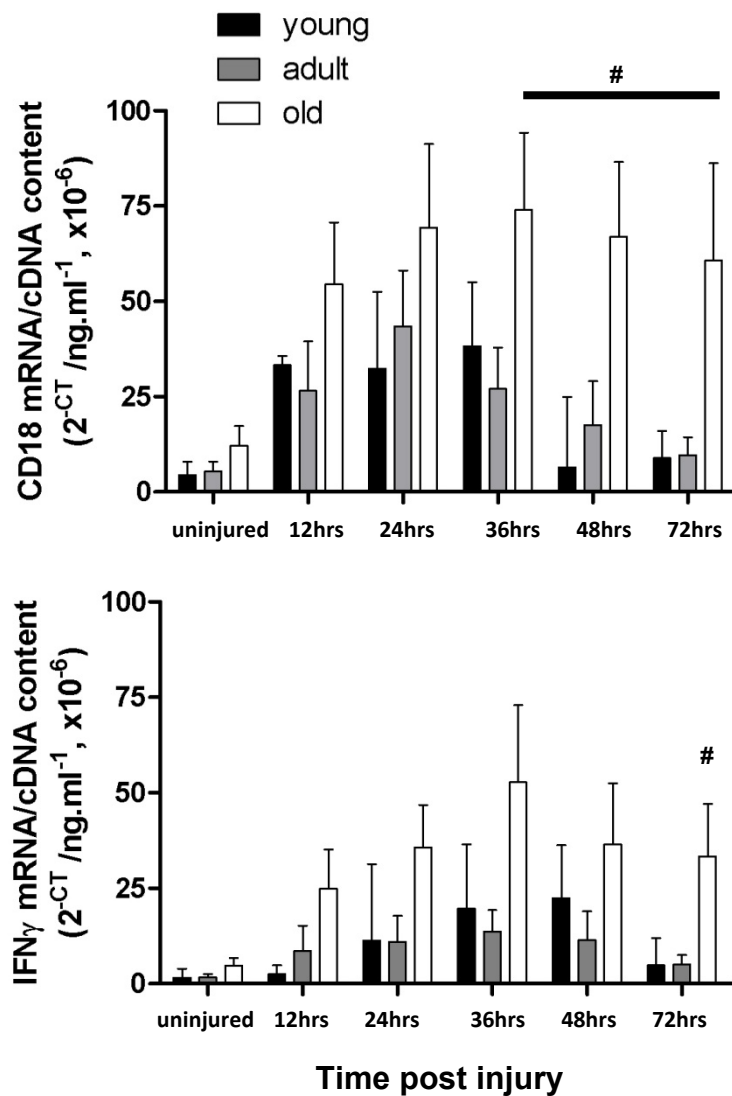 young
adult
old
#
CD18 mRNA/cDNA content
(2⁻ᶜᵀ /ng.ml⁻¹, x10⁻⁶)
100
75
50
25
0
uninjured 12hrs 24hrs 36hrs 48hrs 72hrs
IFNγ mRNA/cDNA content
(2⁻ᶜᵀ /ng.ml⁻¹, x10⁻⁶)
100
75
50
25
0
#
uninjured 12hrs 24hrs 36hrs 48hrs 72hrs
Time post injury